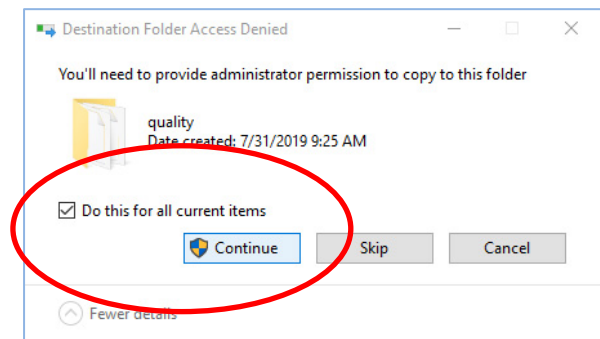 Destination Folder Access Denied
You'll need to provide administrator permission to copy to this folder
quality
Date created: 7/31/2019 9:25 AM
Do this for all current items
Continue Skip Cancel
Fewer details